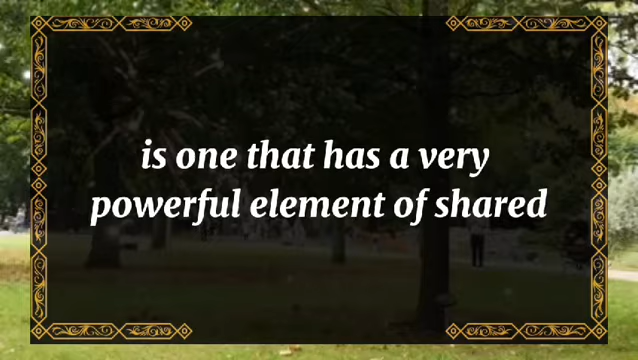 is one that has a very
powerful element of shared